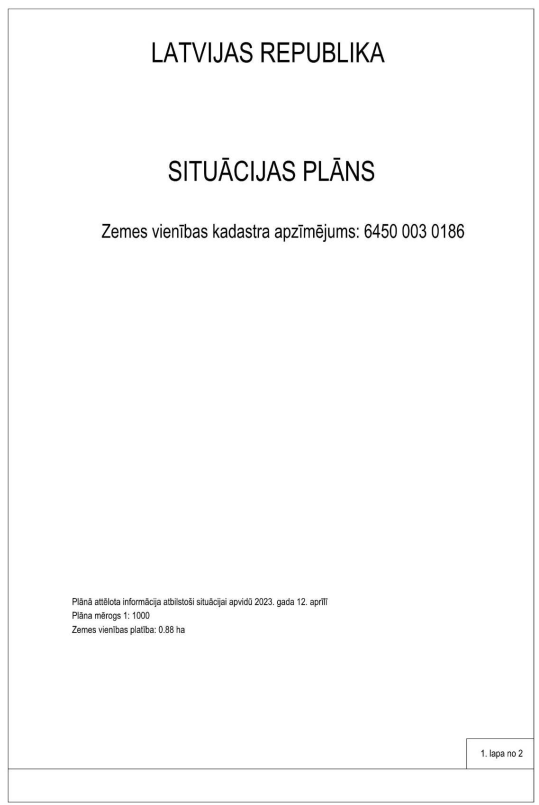 LATVIJAS REPUBLIKA
SITUĀCIJAS PLĀNS
Zemes vienības kadastra apzīmējums: 6450 003 0186
Plānā attēlota informācija atbilstoši situācijai apvidū 2023. gada 12. aprīlī
Plāna mērogs 1: 1000
Zemes vienības platība: 0.88 ha
1. lapa no 2